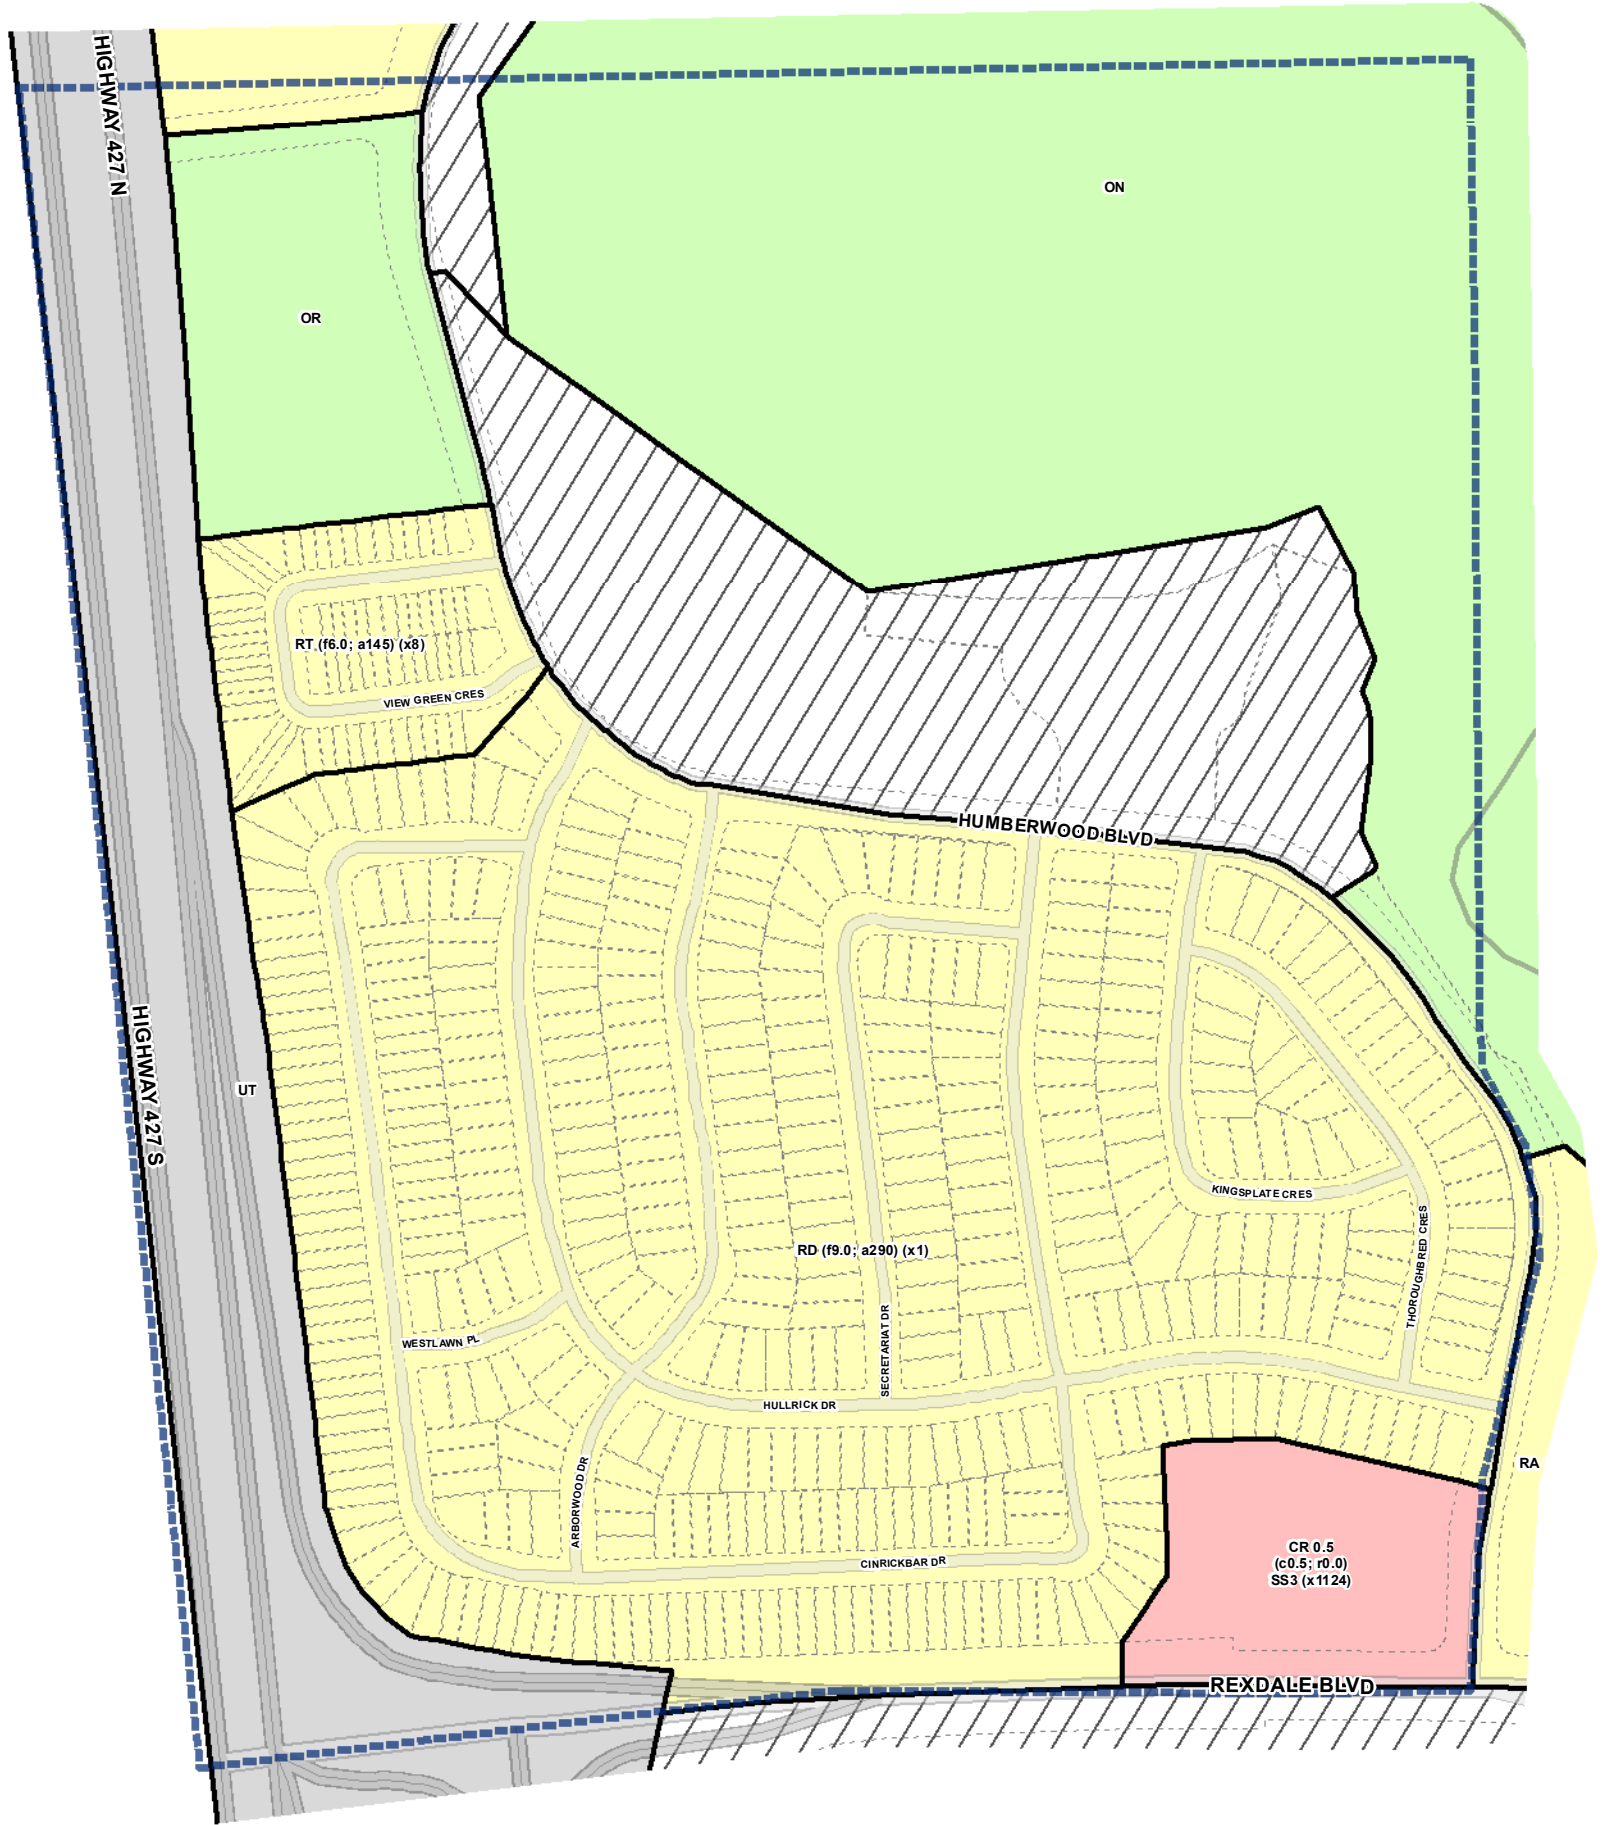 HIGHWAY 427 N
ON
OR
RT (f6.0; a145) (x8)
VIEW GREEN CRES
HUMBERWOOD BLVD
HIGHWAY 427 S
UT
KINGSPLATE CRES
THOROUGHBRED CRES
RD (f9.0; a290) (x1)
WESTLAWN PL
SECRETARIAT DR
HULLRICK DR
ARBORWOOD DR
RA
CINRICKBAR DR
CR 0.5
(c0.5; r0.0)
SS3 (x1124)
REXDALE BLVD